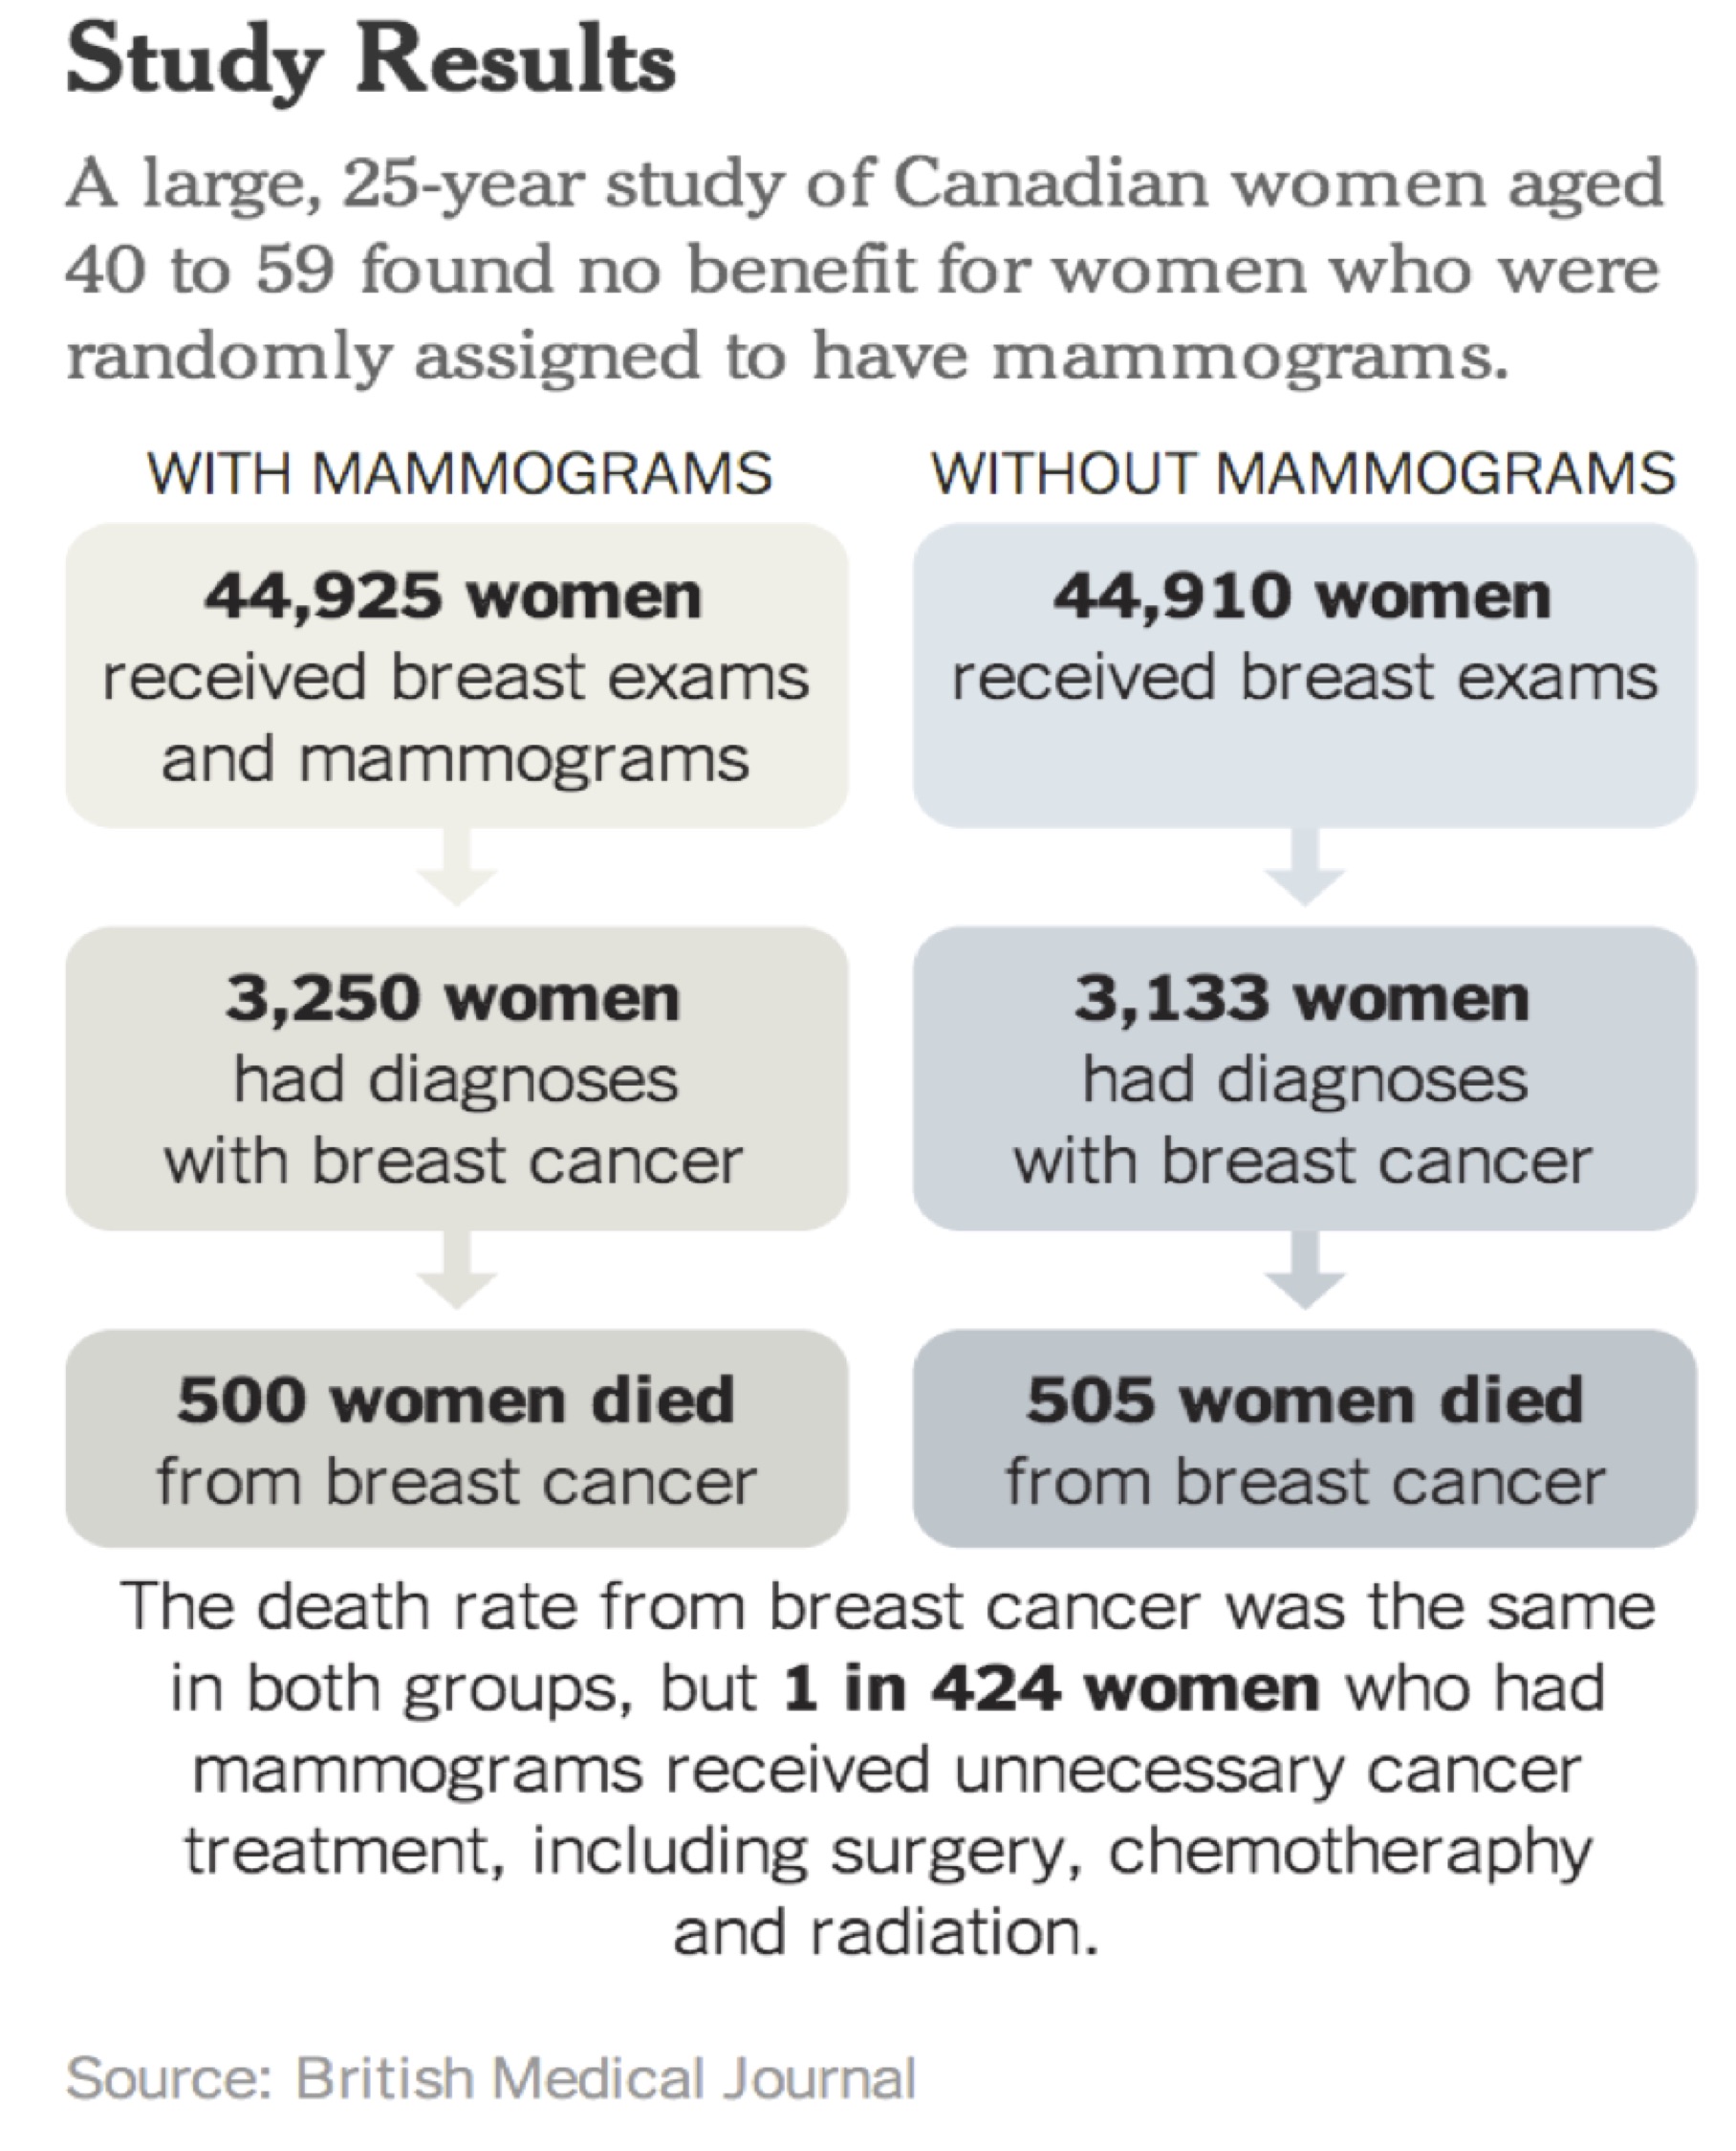 Study Results
A large, 25-year study of Canadian women aged
40 to 59 found no benefit for women who were
randomly assigned to have mammograms.
WITH MAMMOGRAMS
44,925 women
received breast exams
and mammograms
3,250 women
had diagnoses
with breast cancer
500 women died
from breast cancer
WITHOUT MAMMOGRAMS
44,910 women
received breast exams
3,133 women
had diagnoses
with breast cancer
505 women died
from breast cancer
The death rate from breast cancer was the same
in both groups, but 1 in 424 women who had
mammograms received unnecessary cancer
treatment, including surgery, chemotheraphy
and radiation.
Source: British Medical Journal